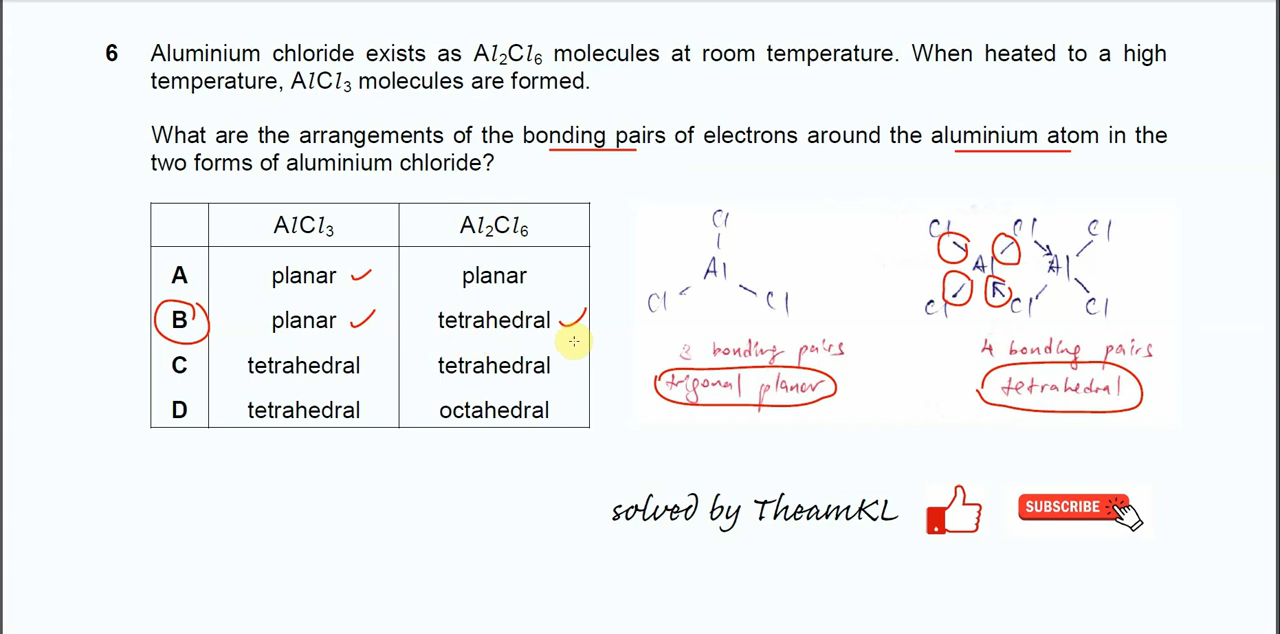 6 Aluminium chloride exists as Al₂Cl₆ molecules at room temperature. When heated to a high
temperature, AlCl₃ molecules are formed.
What are the arrangements of the bonding pairs of electrons around the aluminium atom in the
two forms of aluminium chloride?
AlCl₃ Al₂Cl₆
A planar planar
B planar tetrahedral
C tetrahedral tetrahedral
D tetrahedral octahedral
Cl
Al
Cl Cl
Cl Cl Cl
Al Al
Cl Cl Cl
3 bonding pairs
trigonal planar
4 bonding pairs
tetrahedral
solved by TheamKL
SUBSCRIBE